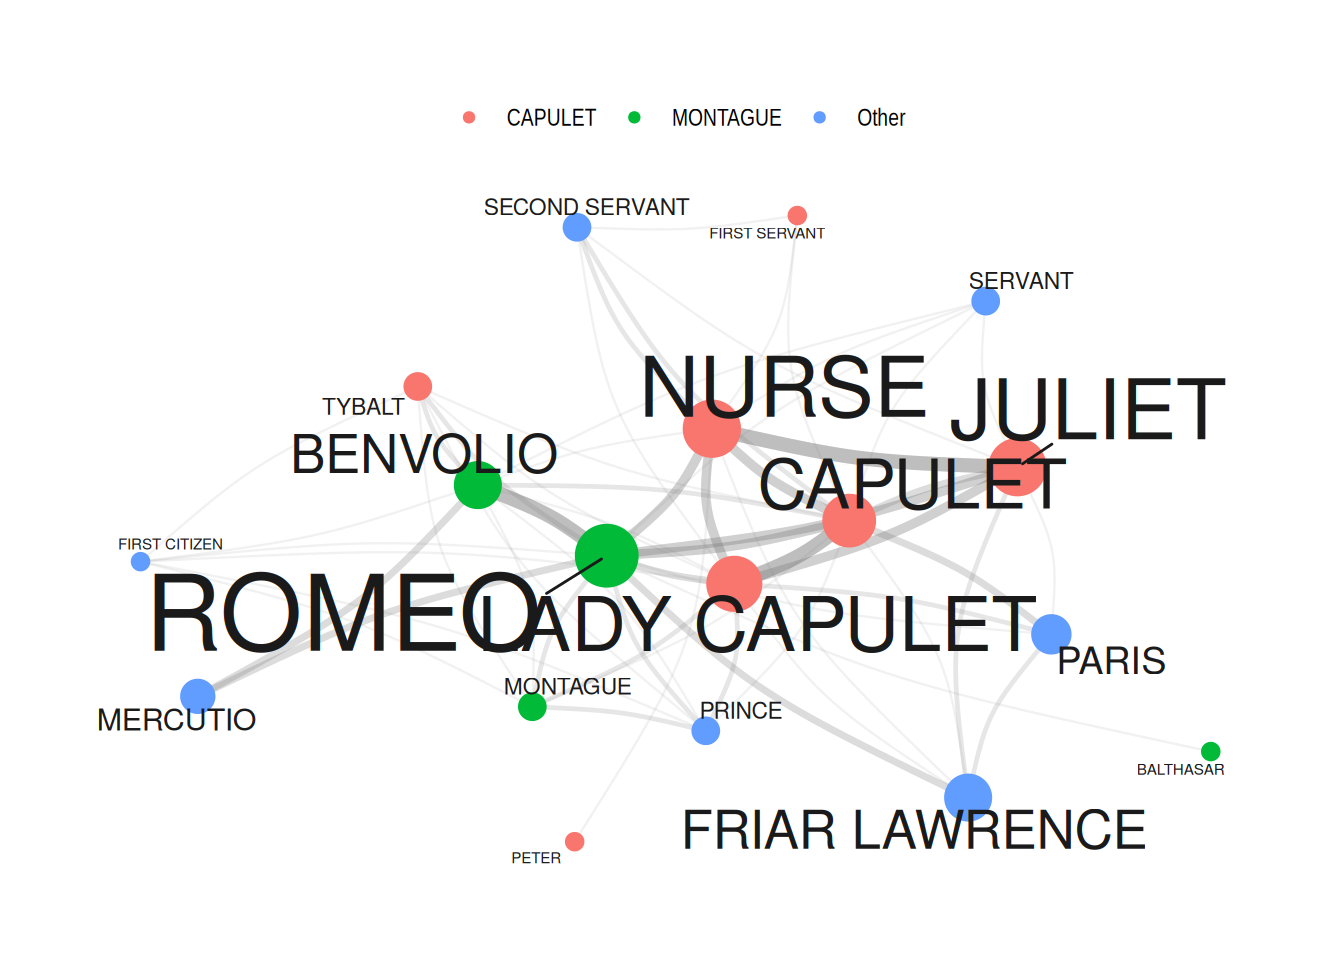 CAPULET MONTAGUE Other
SECOND SERVANT
FIRST SERVANT
SERVANT
NURSE
JULIET
TYBALT
BENVOLIO
CAPULET
FIRST CITIZEN
ROMEO
LADY CAPULET
PARIS
MONTAGUE
PRINCE
MERCUTIO
BALTHASAR
FRIAR LAWRENCE
PETER